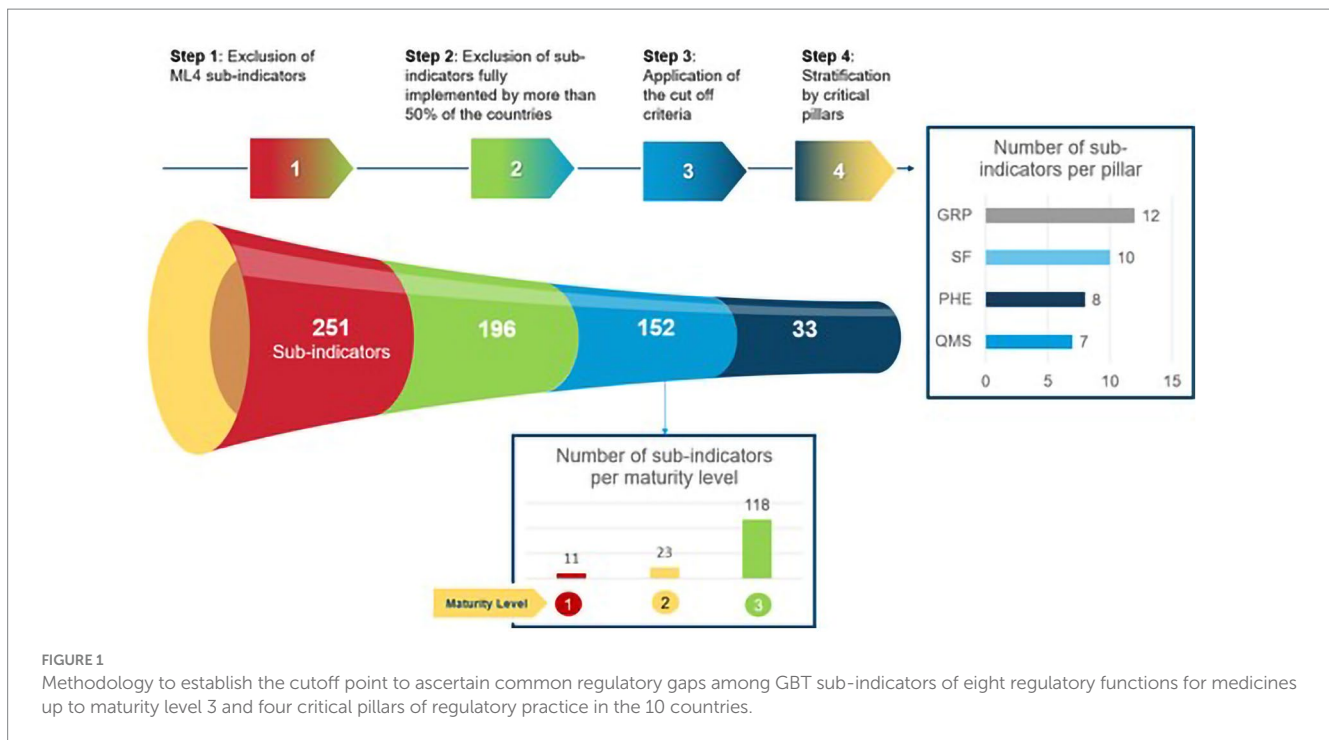 Step 1: Exclusion of
ML4 sub-indicators
Step 2: Exclusion of sub-
indicators fully
implemented by more than
50% of the countries
Step 3:
Application of
the cut off
criteria
Step 4:
Stratification
by critical
pillars
1
2
3
4
Number of sub-
indicators per pillar
GRP 12
SF 10
PHE 8
QMS 7
0 5 10 15
251
Sub-indicators
196
152
33
Number of sub-indicators
per maturity level
11
23
118
Maturity Level
1
2
3
FIGURE 1
Methodology to establish the cutoff point to ascertain common regulatory gaps among GBT sub-indicators of eight regulatory functions for medicines
up to maturity level 3 and four critical pillars of regulatory practice in the 10 countries.